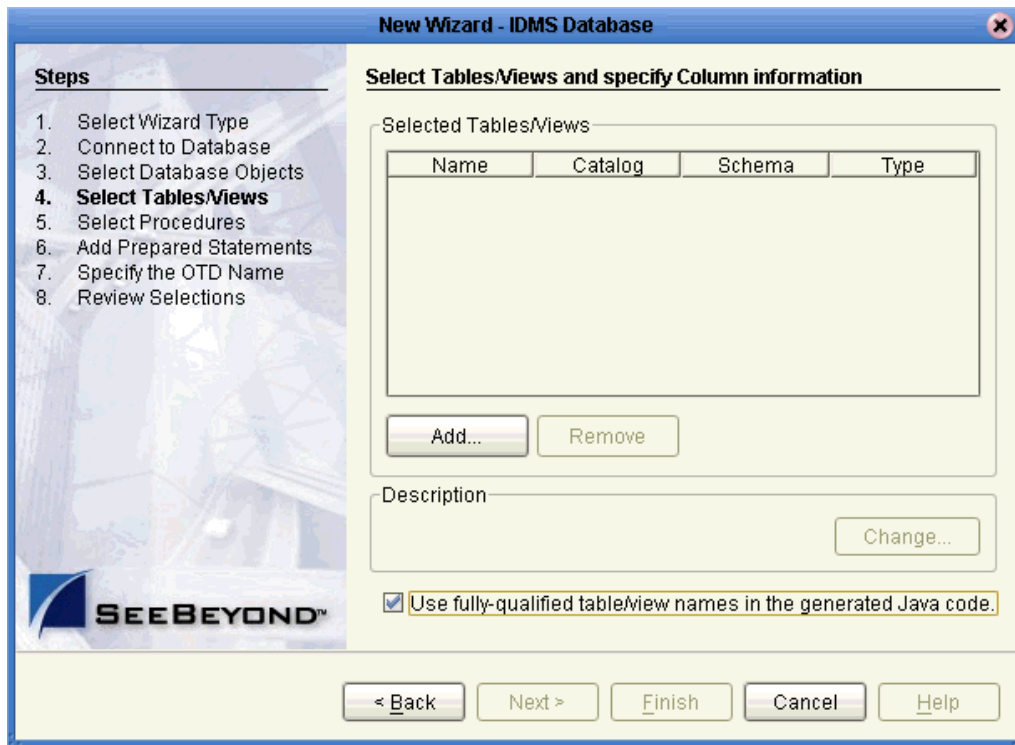 New Wizard - IDMS Database
Steps
1. Select Wizard Type
2. Connect to Database
3. Select Database Objects
4. Select Tables/Views
5. Select Procedures
6. Add Prepared Statements
7. Specify the OTD Name
8. Review Selections
SEEBEYOND™
Select Tables/Views and specify Column information
Selected Tables/Views
Name Catalog Schema Type
Add... Remove
Description
Change...
Use fully-qualified table/view names in the generated Java code.
< Back Next > Finish Cancel Help